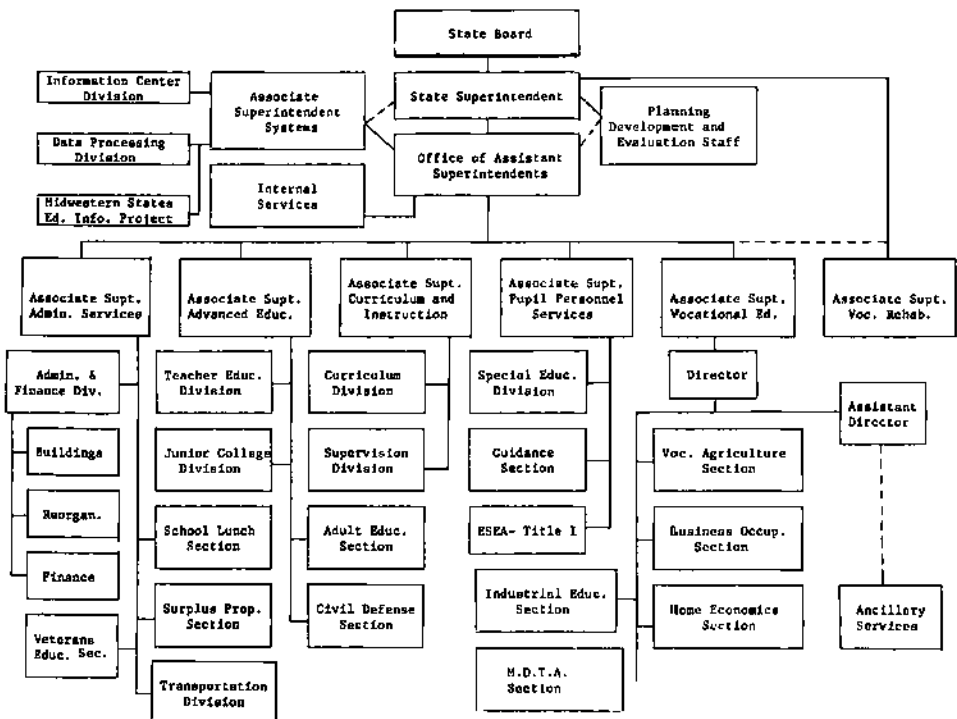 State Board
Information Center
Division
Associate
Superintendent
Systems
State Superintendent
Planning
Development and
Evaluation Staff
Data Processing
Division
Office of Assistant
Superintendents
Internal
Services
Midwestern States
Ed. Info. Project
Associate Supt.
Admin. Services
Associate Supt.
Advanced Educ.
Associate Supt.
Curriculum and
Instruction
Associate Supt.
Pupil Personnel
Services
Associate Supt.
Vocational Ed.
Associate Supt.
Voc. Rehab.
Admin. &
Finance Div.
Teacher Educ.
Division
Curriculum
Division
Special Educ.
Division
Director
Assistant
Director
Buildings
Junior College
Division
Supervision
Division
Guidance
Section
Voc. Agriculture
Section
Reorgan.
School Lunch
Section
Adult Educ.
Section
ESEA- Title I
Business Occup.
Section
Finance
Surplus Prop.
Section
Civil Defense
Section
Industrial Educ.
Section
Home Economics
Section
Ancillary
Services
Veterans
Educ. Sec.
Transportation
Division
M.D.T.A.
Section